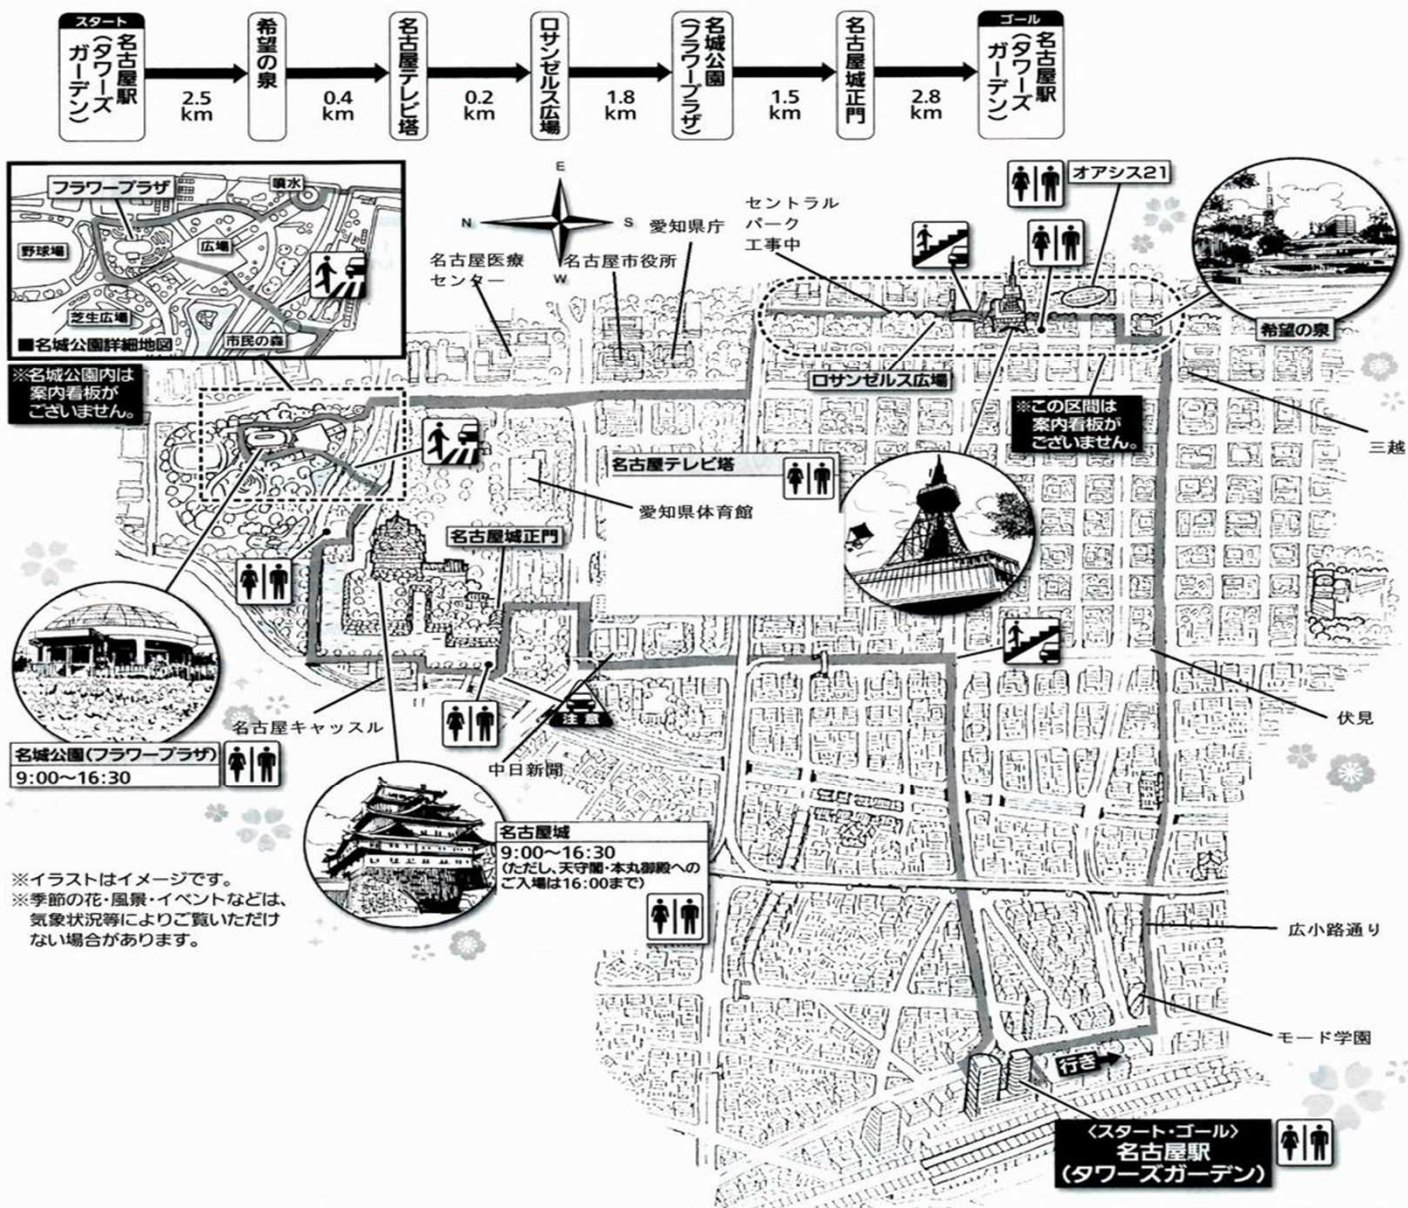 スタート
名古屋駅
(タワーズ
ガーデン)
2.5
km
希望の泉
0.4
km
名古屋テレビ塔
0.2
km
ロサンゼルス広場
1.8
km
名城公園
(フラワープラザ)
1.5
km
名古屋城正門
2.8
km
ゴール
名古屋駅
(タワーズ
ガーデン)
フラワープラザ
噴水
野球場
広場
芝生広場
市民の森
■名城公園詳細地図
※名城公園内は
案内看板が
ございません。
E
N
S
W
名古屋医療
センター
名古屋市役所
愛知県庁
セントラル
パーク
工事中
オアシス21
希望の泉
ロサンゼルス広場
※この区間は
案内看板が
ございません。
三越
名古屋テレビ塔
愛知県体育館
名古屋城正門
名城公園(フラワープラザ)
9:00〜16:30
名古屋キャッスル
注意
中日新聞
伏見
名古屋城
9:00〜16:30
(ただし、天守閣・本丸御殿への
ご入場は16:00まで)
※イラストはイメージです。
※季節の花・風景・イベントなどは、
気象状況等によりご覧いただけ
ない場合があります。
広小路通り
モード学園
行き
〈スタート・ゴール〉
名古屋駅
(タワーズガーデン)